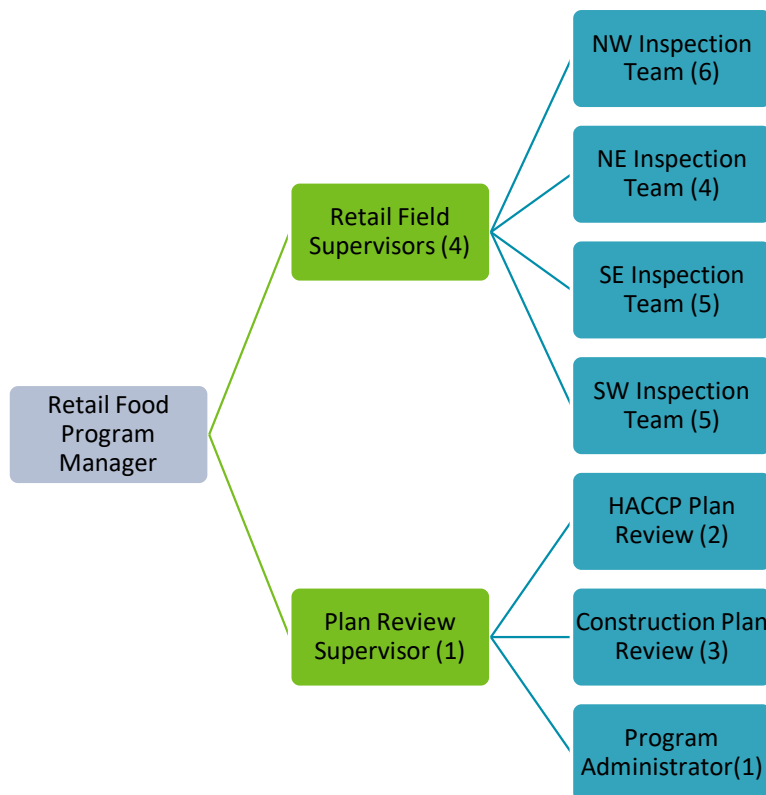 NW Inspection
Team (6)
NE Inspection
Team (4)
Retail Field
Supervisors (4)
SE Inspection
Team (5)
SW Inspection
Team (5)
Retail Food
Program
Manager
HACCP Plan
Review (2)
Plan Review
Supervisor (1)
Construction Plan
Review (3)
Program
Administrator(1)